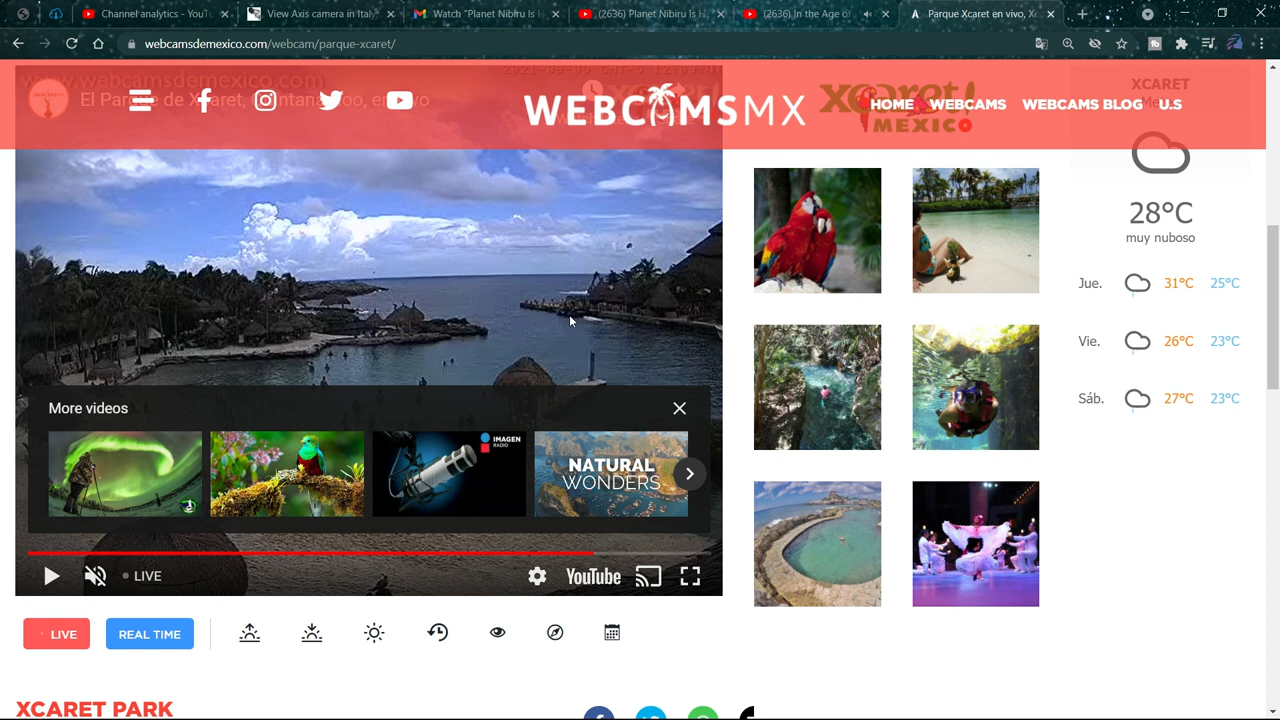 Channel analytics - YouTu
View Axis camera in Italy,
Watch "Planet Nibiru Is
(2636) Planet Nibiru Is H
(2636) In the Age of
Parque Xcaret en vivo, Xc
webcamsdemexico.com/webcam/parque-xcaret/
www.webcamsdemexico.com
El Parque de Xcaret, Quintana Roo, en vivo
WEBCAMSMX
xcaret!
MEXICO
HOME
WEBCAMS
WEBCAMS BLOG
U.S
XCARET
28°C
muy nuboso
Jue. 31°C 25°C
Vie. 26°C 23°C
Sáb. 27°C 23°C
More videos
IMAGEN
RADIO
NATURAL
WONDERS
LIVE
YouTube
LIVE
REAL TIME
XCARET PARK